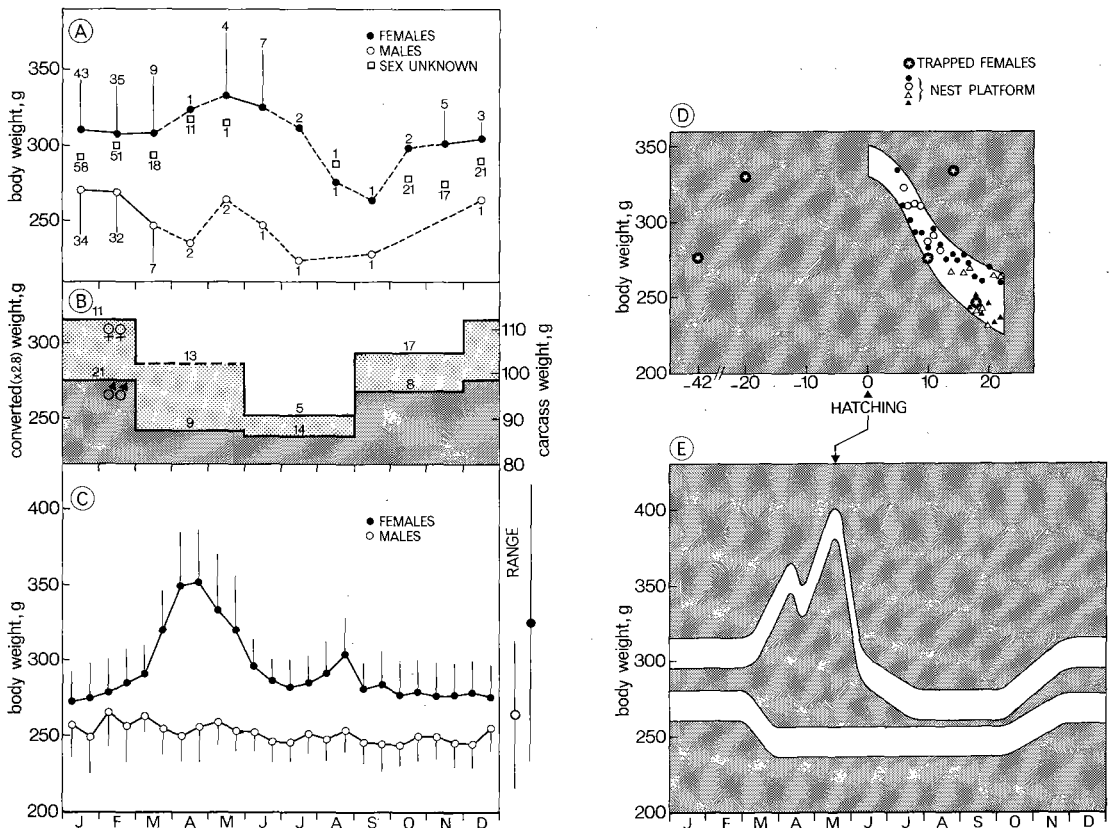 A
FEMALES
MALES
SEX UNKNOWN
body weight, g
350
300
250
43 35 9 1 4 7 2 1 1 2 5 3
58 51 18 11 1 1 21 17 21
34 32 7 2 2 1 1 1 1
B
converted (x2.8) weight, g
300
250
carcass weight, g
110
100
90
80
11 13 5 17
21 9 14 8
C
FEMALES
MALES
body weight, g
400
350
300
250
200
J F M A M J J A S O N D
RANGE
TRAPPED FEMALES
NEST PLATFORM
D
body weight, g
350
300
250
200
-42 -20 0 10 20
HATCHING
E
body weight, g
400
350
300
250
200
J F M A M J J A S O N D